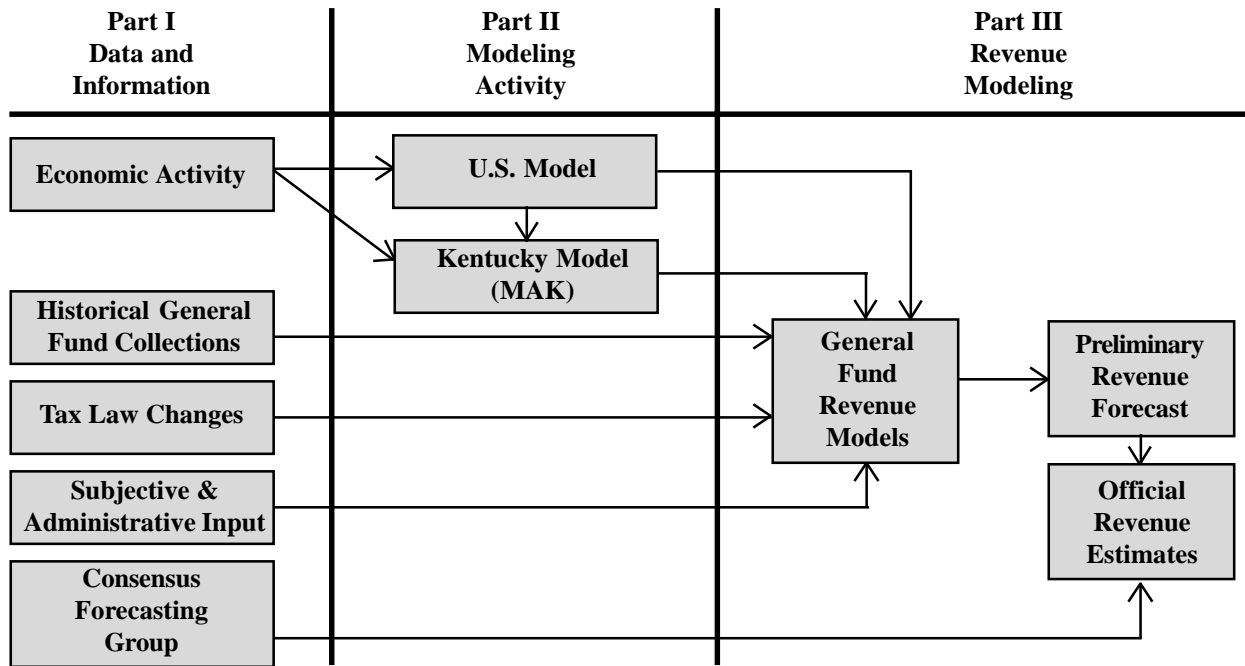 Part I
Data and
Information
Part II
Modeling
Activity
Part III
Revenue
Modeling
Economic Activity
U.S. Model
Kentucky Model
(MAK)
Historical General
Fund Collections
Tax Law Changes
Subjective &
Administrative Input
Consensus
Forecasting
Group
General
Fund
Revenue
Models
Preliminary
Revenue
Forecast
Official
Revenue
Estimates